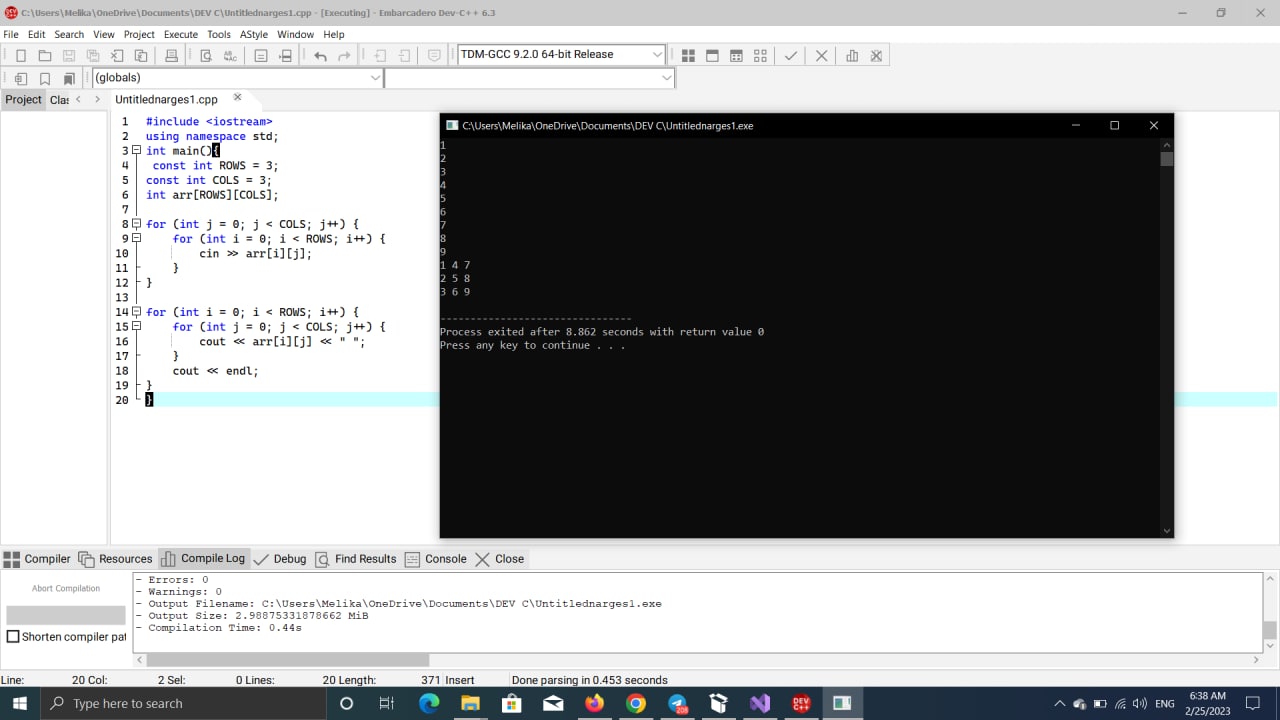 C:\Users\Melika\OneDrive\Documents\DEV C\Untitlednarges1.cpp - [Executing] - Embarcadero Dev-C++ 6.3
File Edit Search View Project Execute Tools AStyle Window Help
TDM-GCC 9.2.0 64-bit Release
(globals)
Project Clas Untitlednarges1.cpp
1 #include <iostream>
2 using namespace std;
3 int main(){
4 const int ROWS = 3;
5 const int COLS = 3;
6 int arr[ROWS][COLS];
7
8 for (int j = 0; j < COLS; j++) {
9 for (int i = 0; i < ROWS; i++) {
10 cin >> arr[i][j];
11 }
12 }
13
14 for (int i = 0; i < ROWS; i++) {
15 for (int j = 0; j < COLS; j++) {
16 cout << arr[i][j] << " ";
17 }
18 cout << endl;
19 }
20 }
C:\Users\Melika\OneDrive\Documents\DEV C\Untitlednarges1.exe
1
2
3
4
5
6
7
8
9
1 4 7
2 5 8
3 6 9
--------------------------------
Process exited after 8.862 seconds with return value 0
Press any key to continue . . .
Compiler Resources Compile Log Debug Find Results Console Close
Abort Compilation
Shorten compiler pat
- Errors: 0
- Warnings: 0
- Output Filename: C:\Users\Melika\OneDrive\Documents\DEV C\Untitlednarges1.exe
- Output Size: 2.98875331878662 MiB
- Compilation Time: 0.44s
Line: 20 Col: 2 Sel: 0 Lines: 20 Length: 371 Insert Done parsing in 0.453 seconds
Type here to search
ENG
6:38 AM
2/25/2023